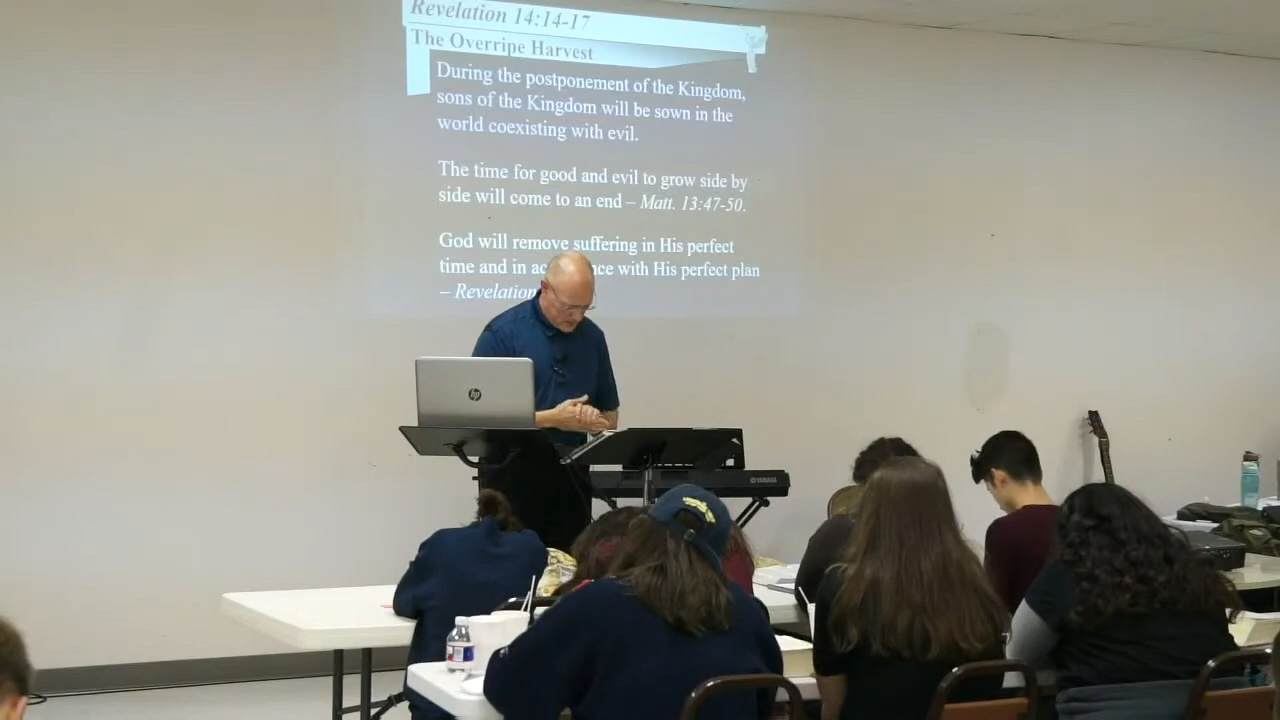 Revelation 14:14-17
The Overripe Harvest
During the postponement of the Kingdom,
sons of the Kingdom will be sown in the
world coexisting with evil.
The time for good and evil to grow side by
side will come to an end – Matt. 13:47-50.
God will remove suffering in His perfect
time and in with His perfect plan
– Revelation
hp
YAMAHA